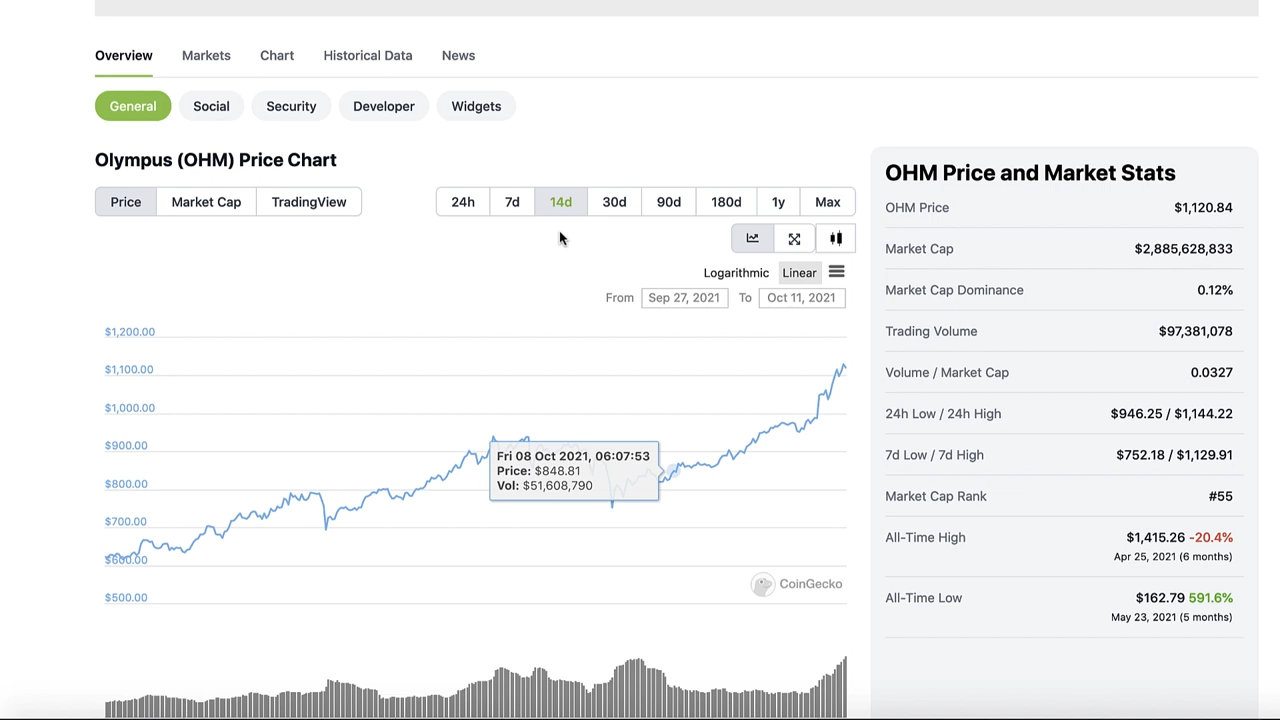 Overview Markets Chart Historical Data News
General Social Security Developer Widgets
Olympus (OHM) Price Chart
Price Market Cap TradingView 24h 7d 14d 30d 90d 180d 1y Max
Logarithmic Linear
From Sep 27, 2021 To Oct 11, 2021
$1,200.00
$1,100.00
$1,000.00
$900.00
$800.00
$700.00
$600.00
$500.00
Fri 08 Oct 2021, 06:07:53
Price: $848.81
Vol: $51,608,790
CoinGecko
OHM Price and Market Stats
OHM Price $1,120.84
Market Cap $2,885,628,833
Market Cap Dominance 0.12%
Trading Volume $97,381,078
Volume / Market Cap 0.0327
24h Low / 24h High $946.25 / $1,144.22
7d Low / 7d High $752.18 / $1,129.91
Market Cap Rank #55
All-Time High $1,415.26 -20.4%
Apr 25, 2021 (6 months)
All-Time Low $162.79 591.6%
May 23, 2021 (5 months)